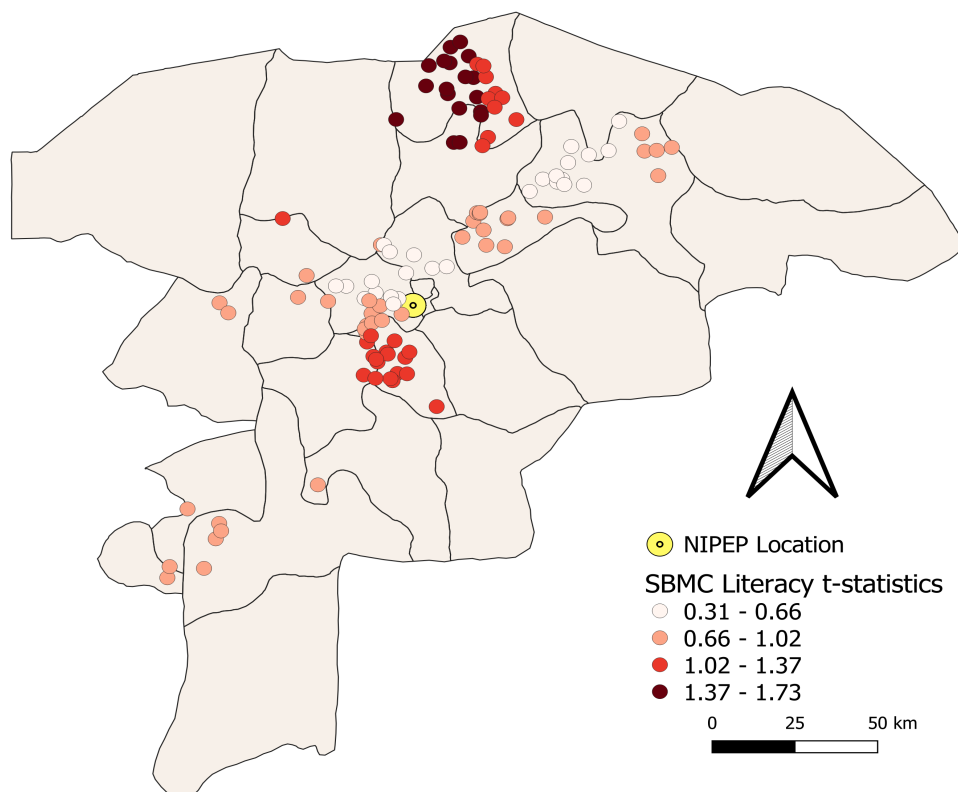 NIPEP Location
SBMC Literacy t-statistics
0.31 - 0.66
0.66 - 1.02
1.02 - 1.37
1.37 - 1.73
0 25 50 km